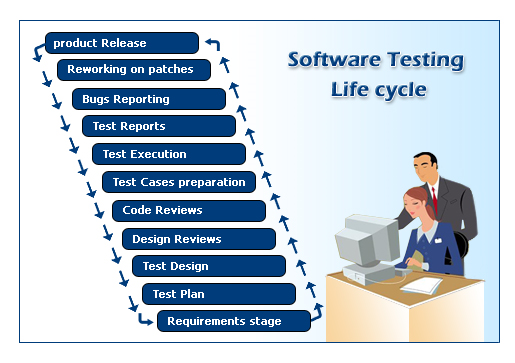 product Release
Reworking on patches
Bugs Reporting
Test Reports
Test Execution
Test Cases preparation
Code Reviews
Design Reviews
Test Design
Test Plan
Requirements stage
Software Testing
Life cycle